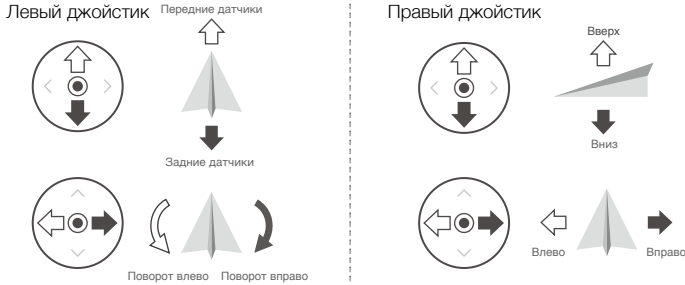 Левый джойстик
Передние датчики
Задние датчики
Поворот влево Поворот вправо
Правый джойстик
Вверх
Вниз
Влево
Вправо